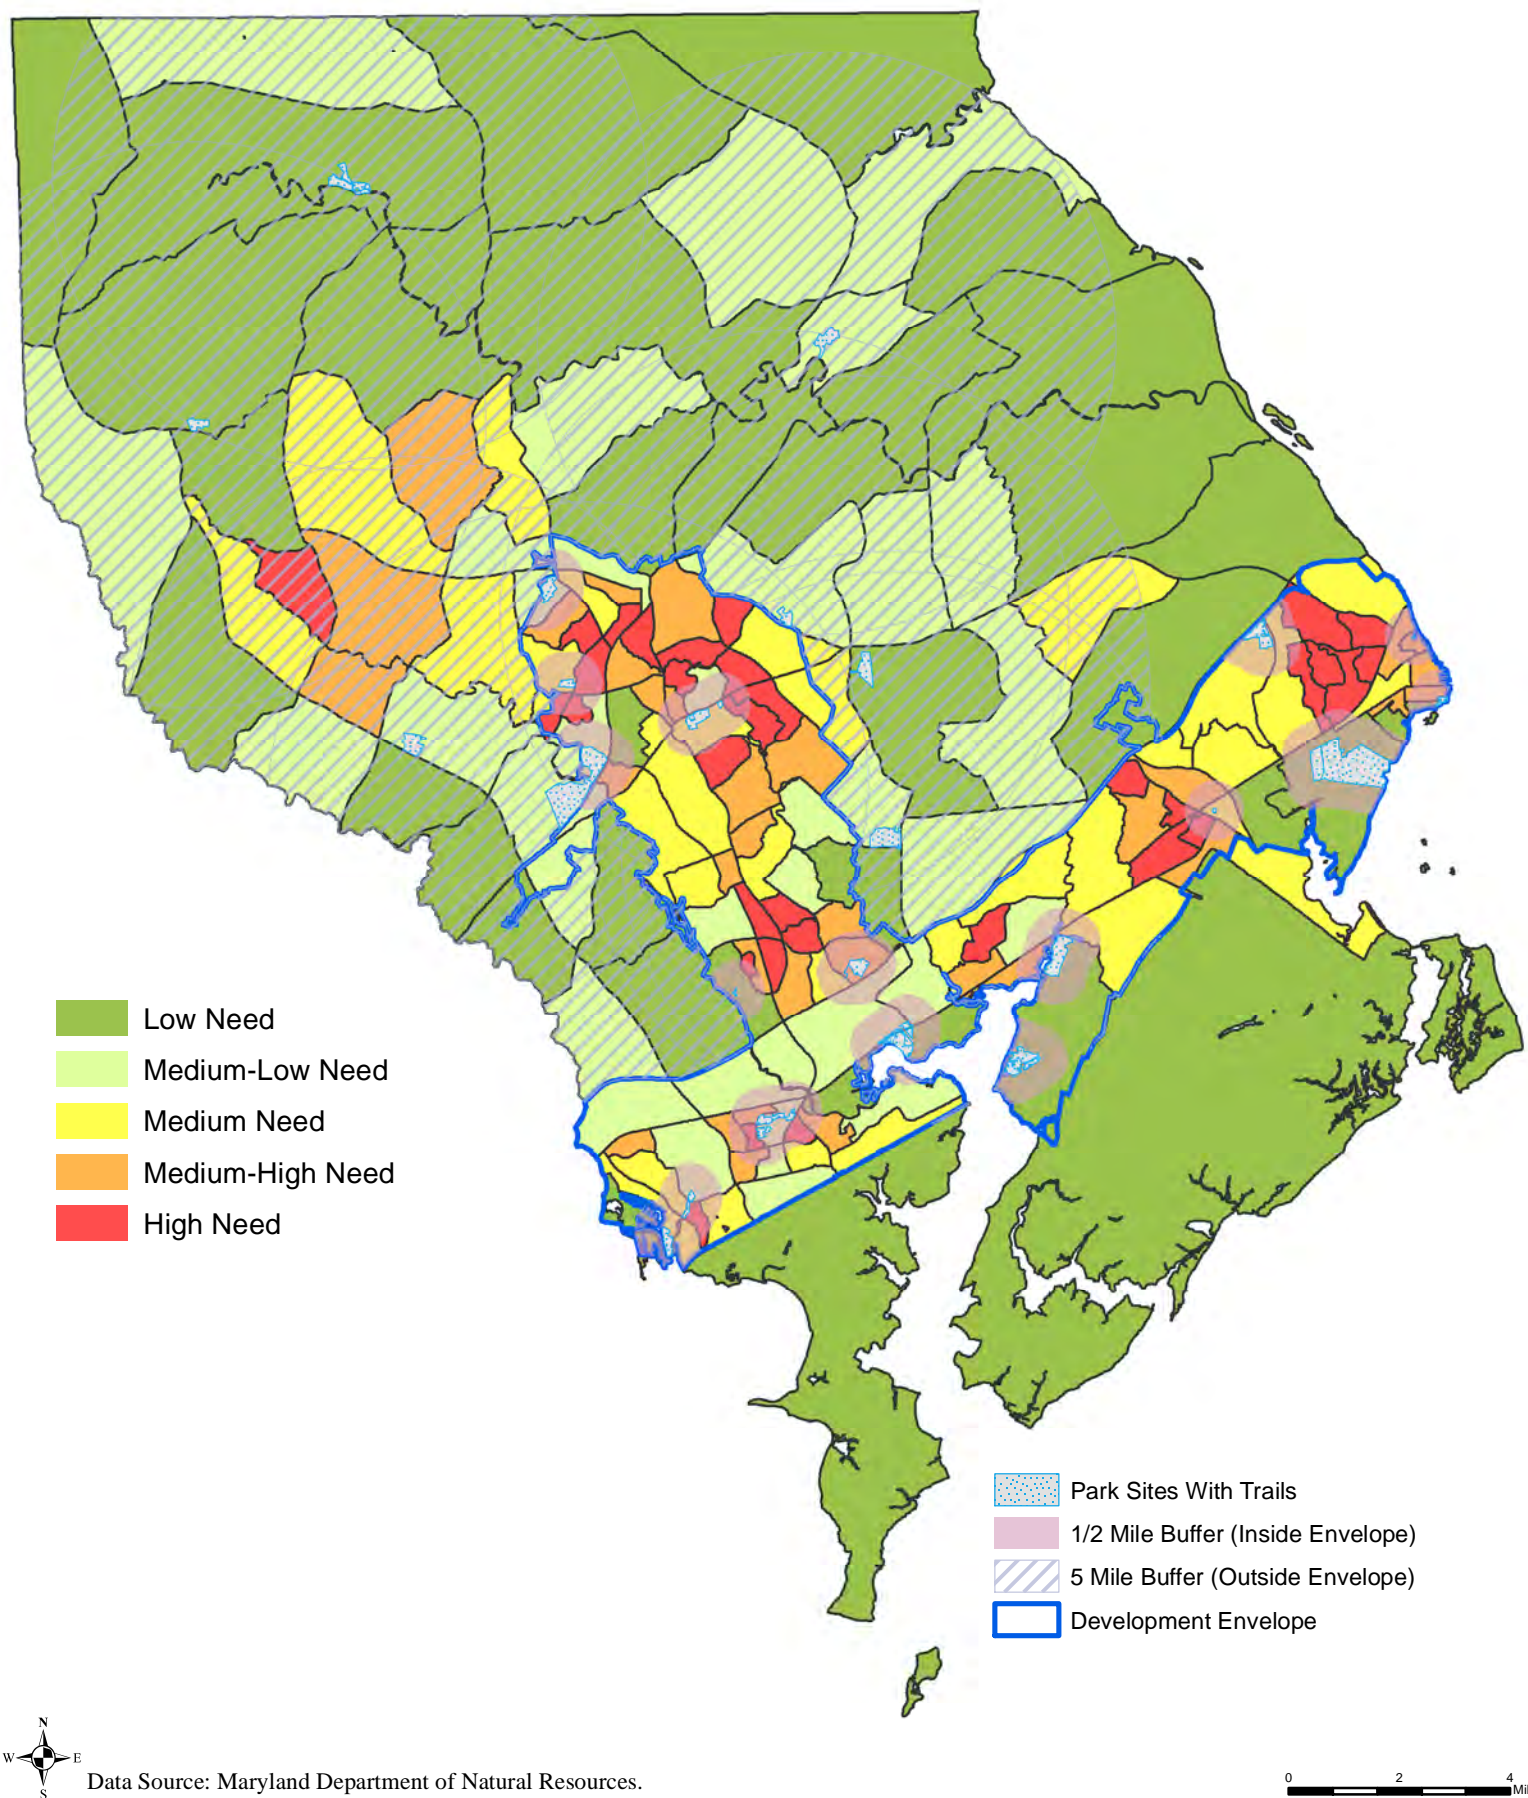 Low Need
Medium-Low Need
Medium Need
Medium-High Need
High Need
Park Sites With Trails
1/2 Mile Buffer (Inside Envelope)
5 Mile Buffer (Outside Envelope)
Development Envelope
N
W E
S
Data Source: Maryland Department of Natural Resources.
0 2 4
Mil